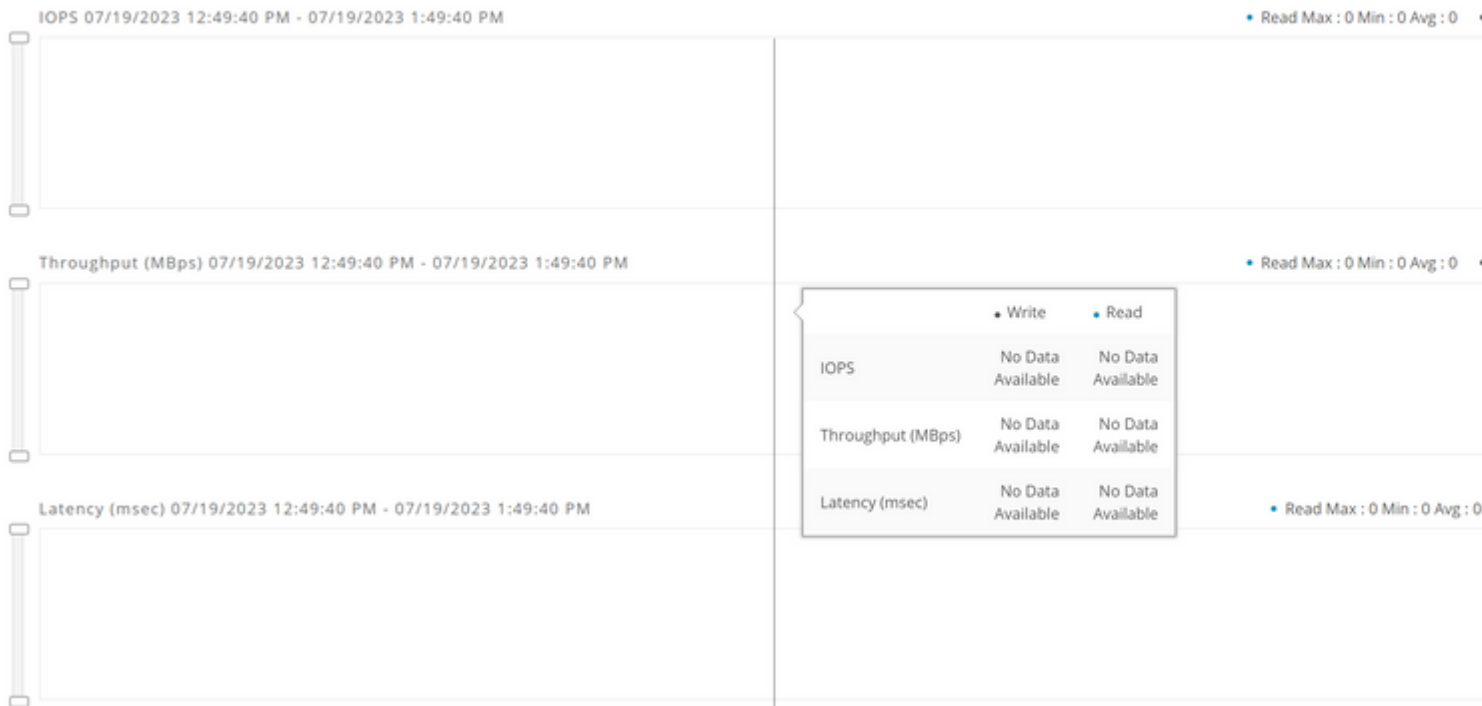 IOPS 07/19/2023 12:49:40 PM - 07/19/2023 1:49:40 PM
• Read Max : 0 Min : 0 Avg : 0
Throughput (MBps) 07/19/2023 12:49:40 PM - 07/19/2023 1:49:40 PM
• Read Max : 0 Min : 0 Avg : 0
• Write • Read
IOPS
No Data Available
No Data Available
Throughput (MBps)
No Data Available
No Data Available
Latency (msec)
No Data Available
No Data Available
Latency (msec) 07/19/2023 12:49:40 PM - 07/19/2023 1:49:40 PM
• Read Max : 0 Min : 0 Avg : 0